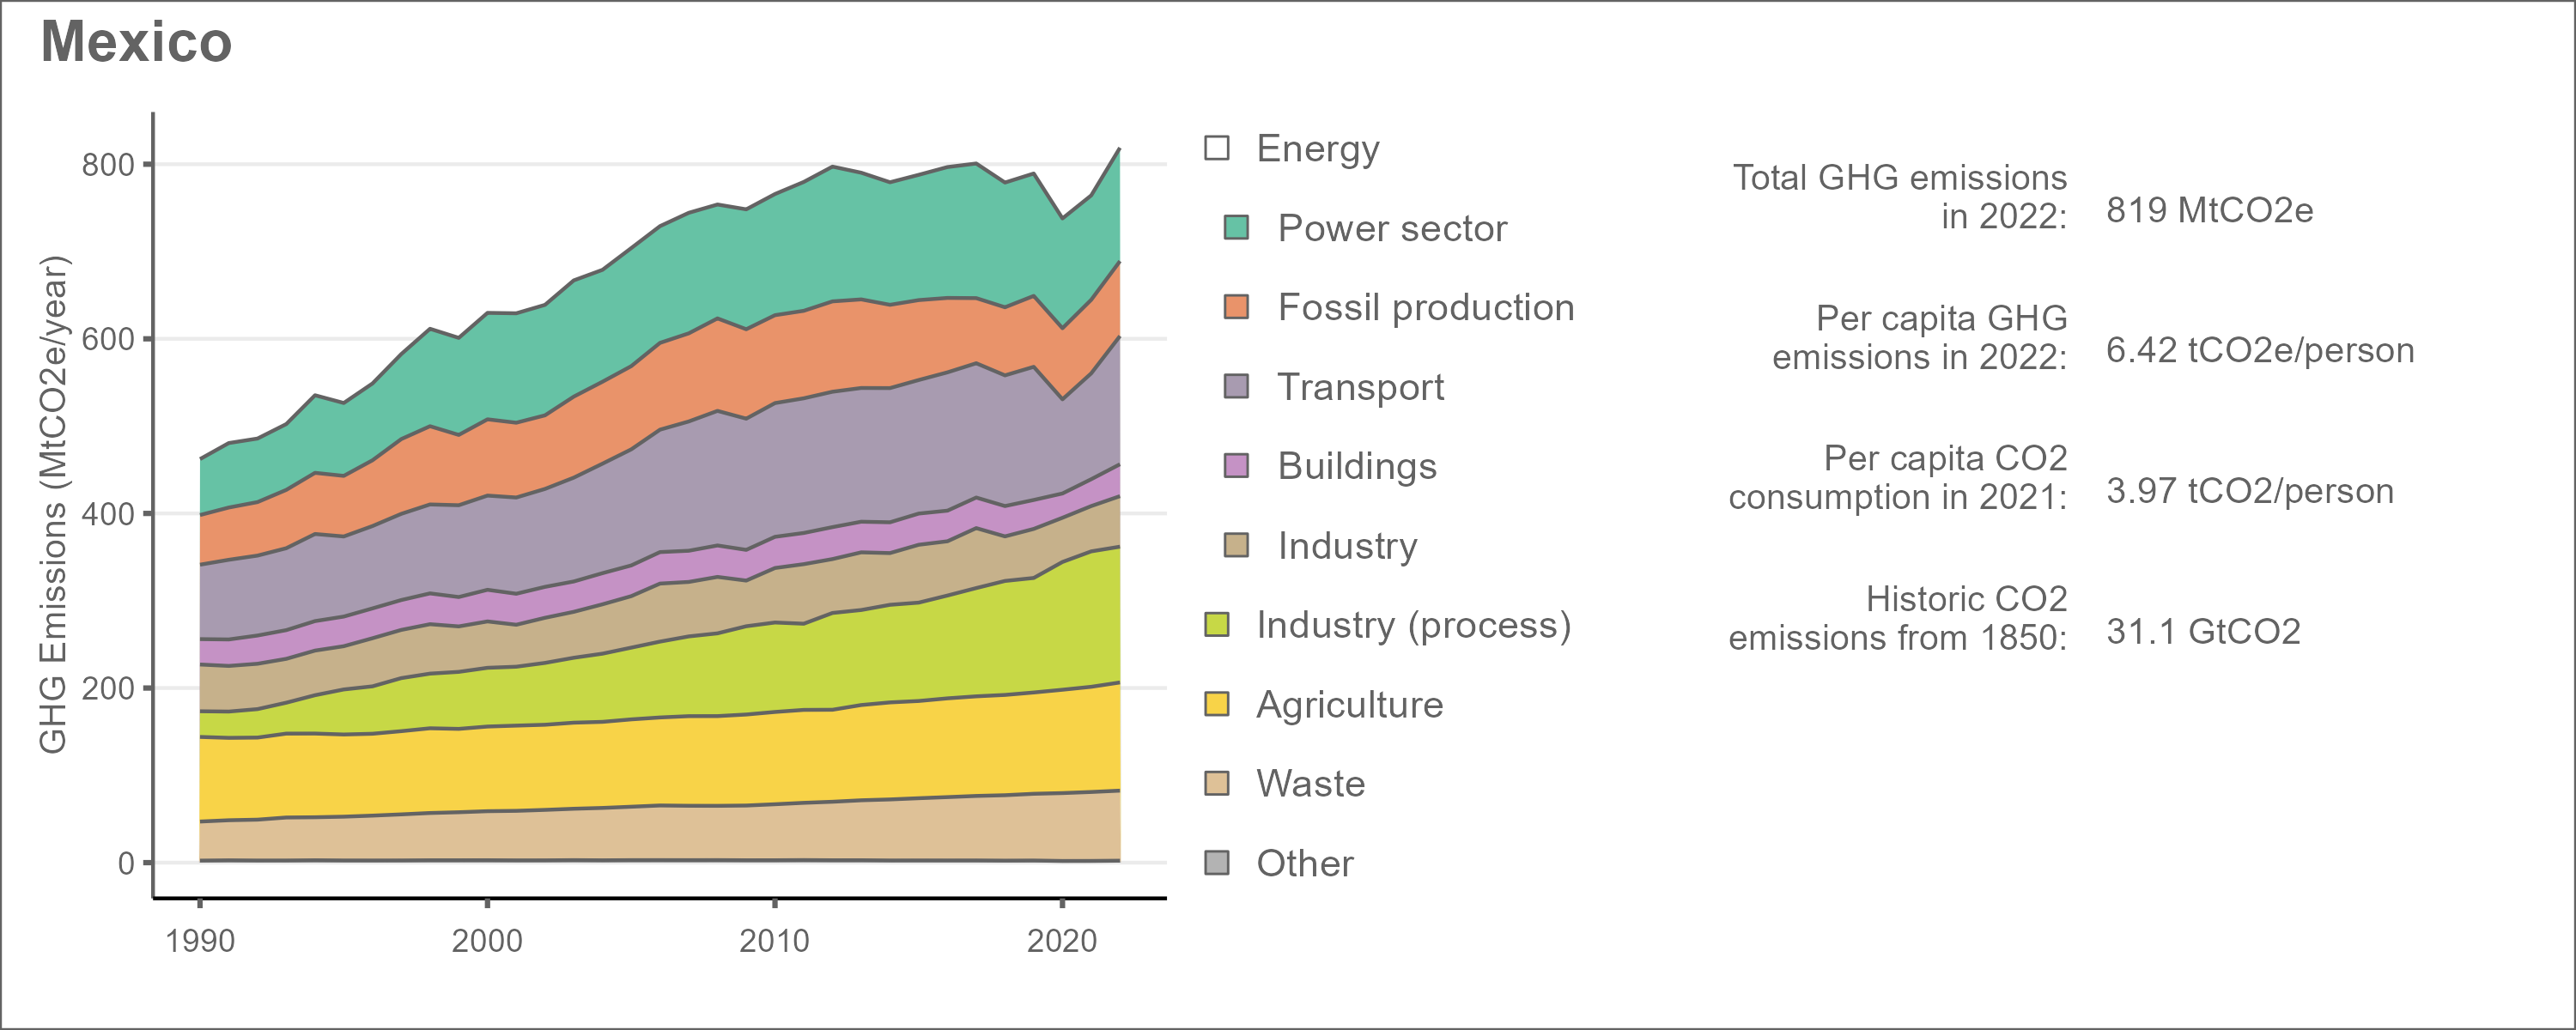 Mexico
GHG Emissions (MtCO2e/year)
800
600
400
200
0
1990
2000
2010
2020
Energy
Power sector
Fossil production
Transport
Buildings
Industry
Industry (process)
Agriculture
Waste
Other
Total GHG emissions
in 2022:
819 MtCO2e
Per capita GHG
emissions in 2022:
6.42 tCO2e/person
Per capita CO2
consumption in 2021:
3.97 tCO2/person
Historic CO2
emissions from 1850:
31.1 GtCO2